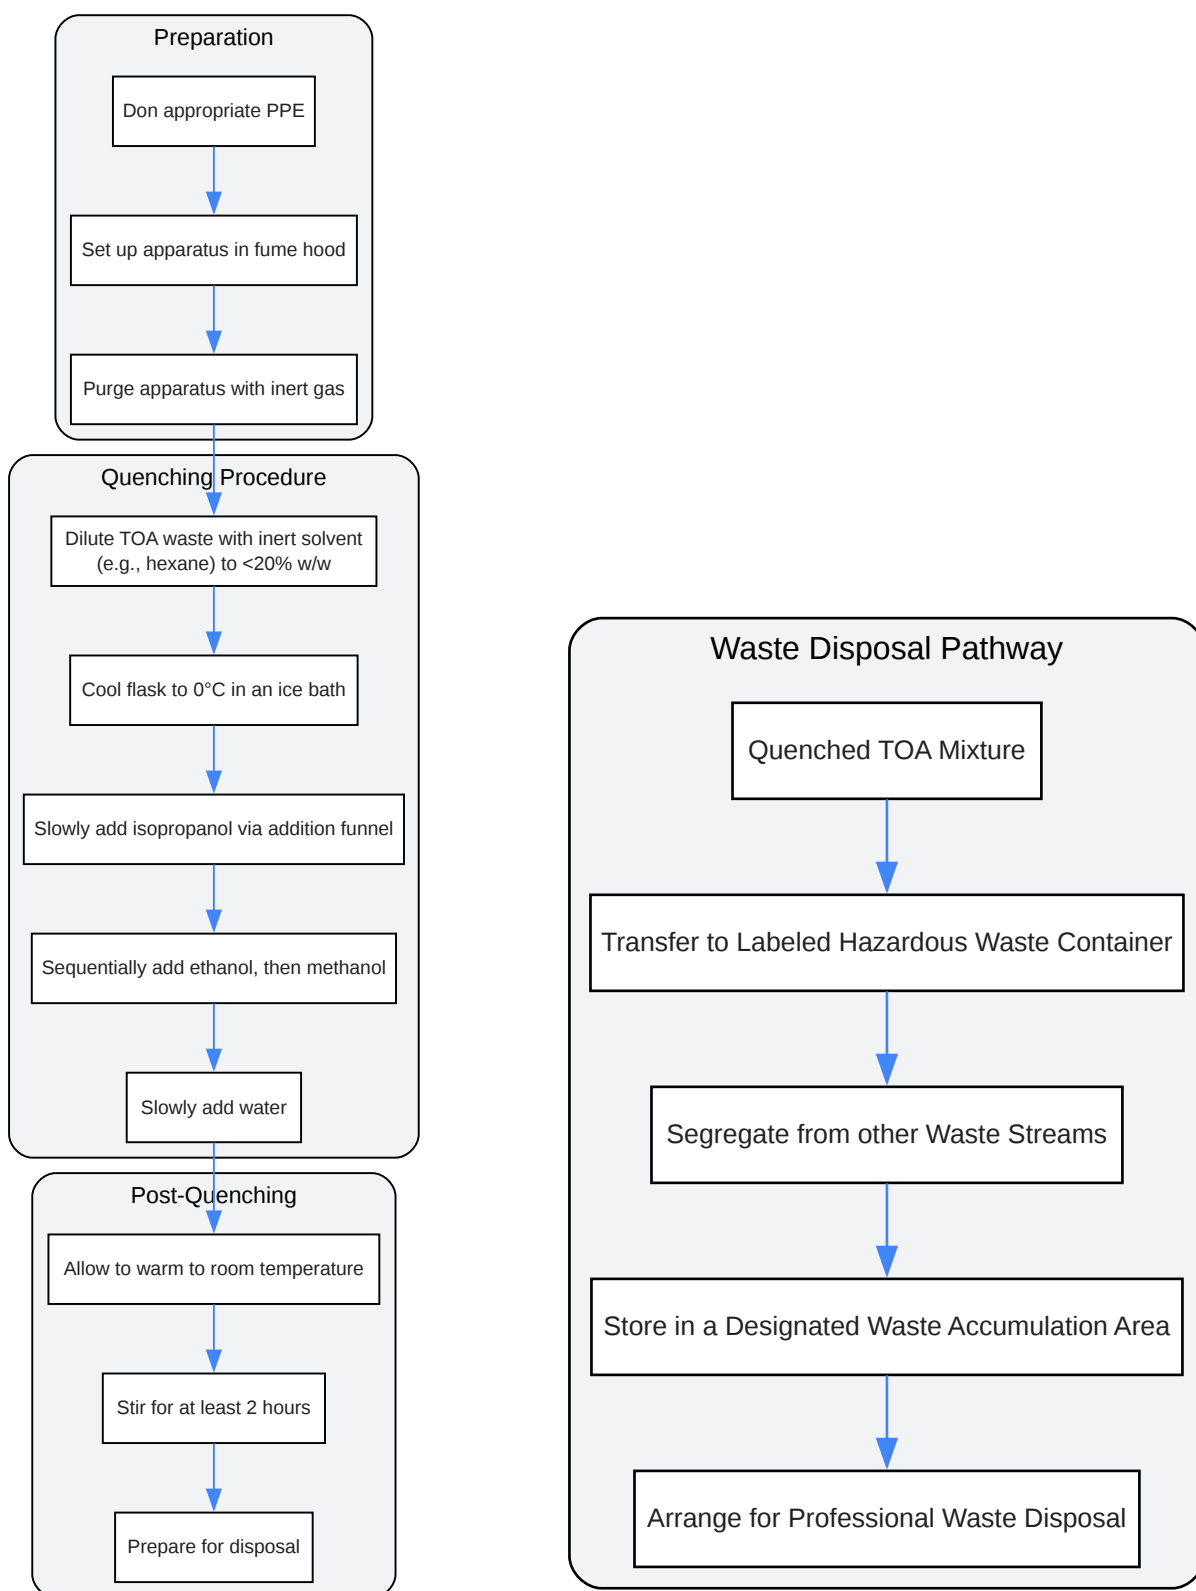 Preparation
Don appropriate PPE
Set up apparatus in fume hood
Purge apparatus with inert gas
Quenching Procedure
Dilute TOA waste with inert solvent
(e.g., hexane) to <20% w/w
Cool flask to 0°C in an ice bath
Slowly add isopropanol via addition funnel
Sequentially add ethanol, then methanol
Slowly add water
Post-Quenching
Allow to warm to room temperature
Stir for at least 2 hours
Prepare for disposal
Waste Disposal Pathway
Quenched TOA Mixture
Transfer to Labeled Hazardous Waste Container
Segregate from other Waste Streams
Store in a Designated Waste Accumulation Area
Arrange for Professional Waste Disposal